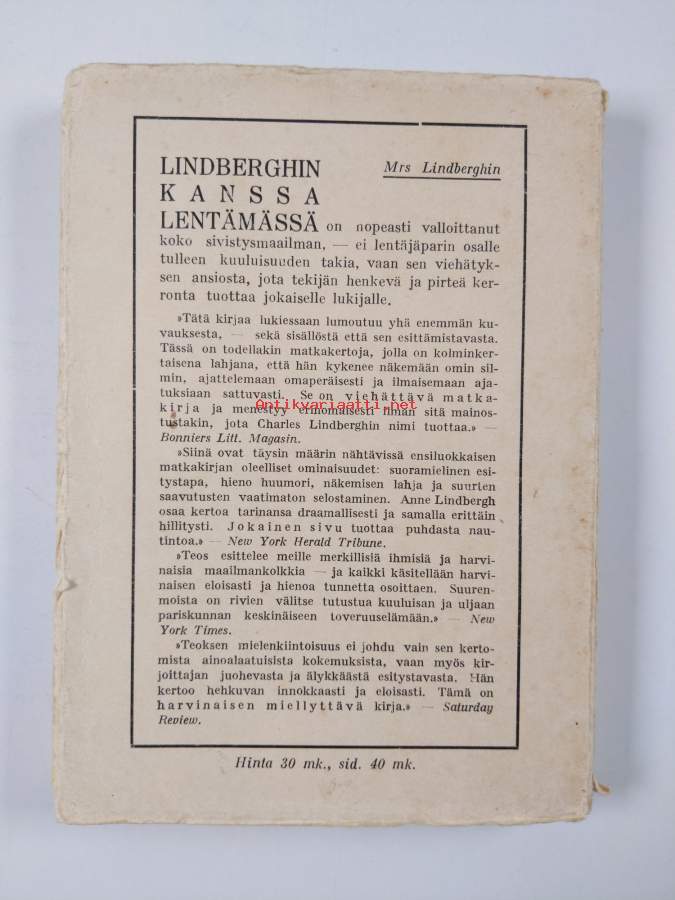 Mrs Lindberghin
LINDBERGHIN
KANSSA
LENTÄMÄSSÄ on nopeasti valloittanut
koko sivistysmaailman, — ei lentäjäparin osalle
tulleen kuuluisuuden takia, vaan sen viehätyk-
sen ansiosta, jota tekijän henkevä ja pirteä ker-
ronta tuottaa jokaiselle lukijalle.
»Tätä kirjaa lukiessaan lumoutuu yhä enemmän ku-
vauksesta, — sekä sisällöstä että sen esittämistavasta.
Tässä on todellakin matkakertoja, jolla on kolminker-
taisena lahjana, että hän kykenee näkemään omin sil-
min, ajattelemaan omaperäisesti ja ilmaisemaan aja-
tuksiaan sattuvasti. Se on viehättävä matka-
kirja ja menestyy erinomaisesti ilman sitä mainos-
tustakin, jota Charles Lindberghin nimi tuottaa.» —
Bonniers Litt. Magasin.
»Siinä ovat täysin määrin nähtävissä ensiluokkaisen
matkakirjan oleelliset ominaisuudet: suoramielinen esi-
tystapa, hieno huumori, näkemisen lahja ja suurten
saavutusten vaatimaton selostaminen. Anne Lindbergh
osaa kertoa tarinansa draamallisesti ja samalla erittäin
hillitysti. Jokainen sivu tuottaa puhdasta nau-
tintoa.» — New York Herald Tribune.
»Teos esittelee meille merkillisiä ihmisiä ja harvi-
naisia maailmankolkkia — ja kaikki käsitellään harvi-
naisen eloisasti ja hienoa tunnetta osoittaen. Suuren-
moista on rivien välitse tutustua kuuluisan ja uljaan
pariskunnan keskinäiseen toveruuselämään.» — New
York Times.
»Teoksen mielenkiintoisuus ei johdu vain sen kerto-
mista ainoalaatuisista kokemuksista, vaan myös kir-
joittajan juohevasta ja älykkäästä esitystavasta. Hän
kertoo hehkuvan innokkaasti ja eloisasti. Tämä on
harvinaisen miellyttävä kirja.» — Saturday
Review.
Hinta 30 mk., sid. 40 mk.
Antikvariaatti.net